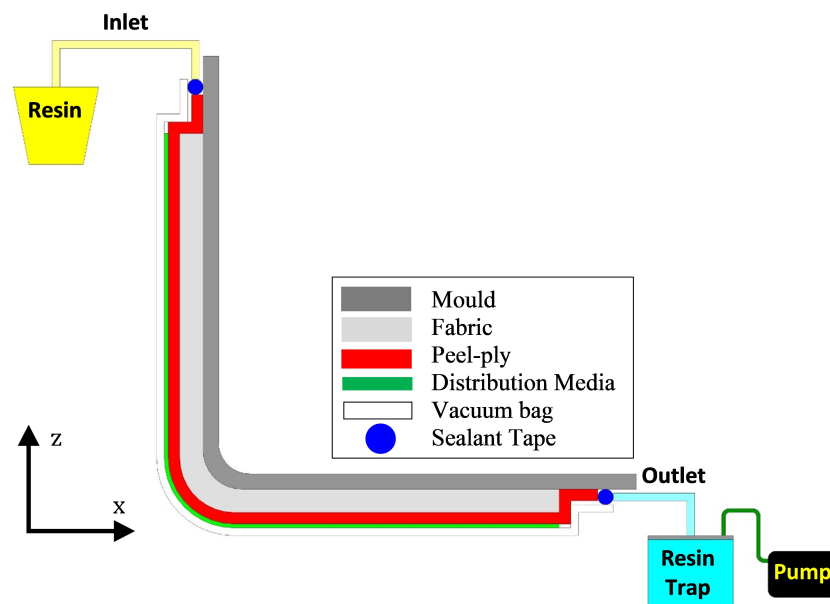 Inlet
Resin
Mould
Fabric
Peel-ply
Distribution Media
Vacuum bag
Sealant Tape
z
x
Outlet
Resin
Trap
Pump